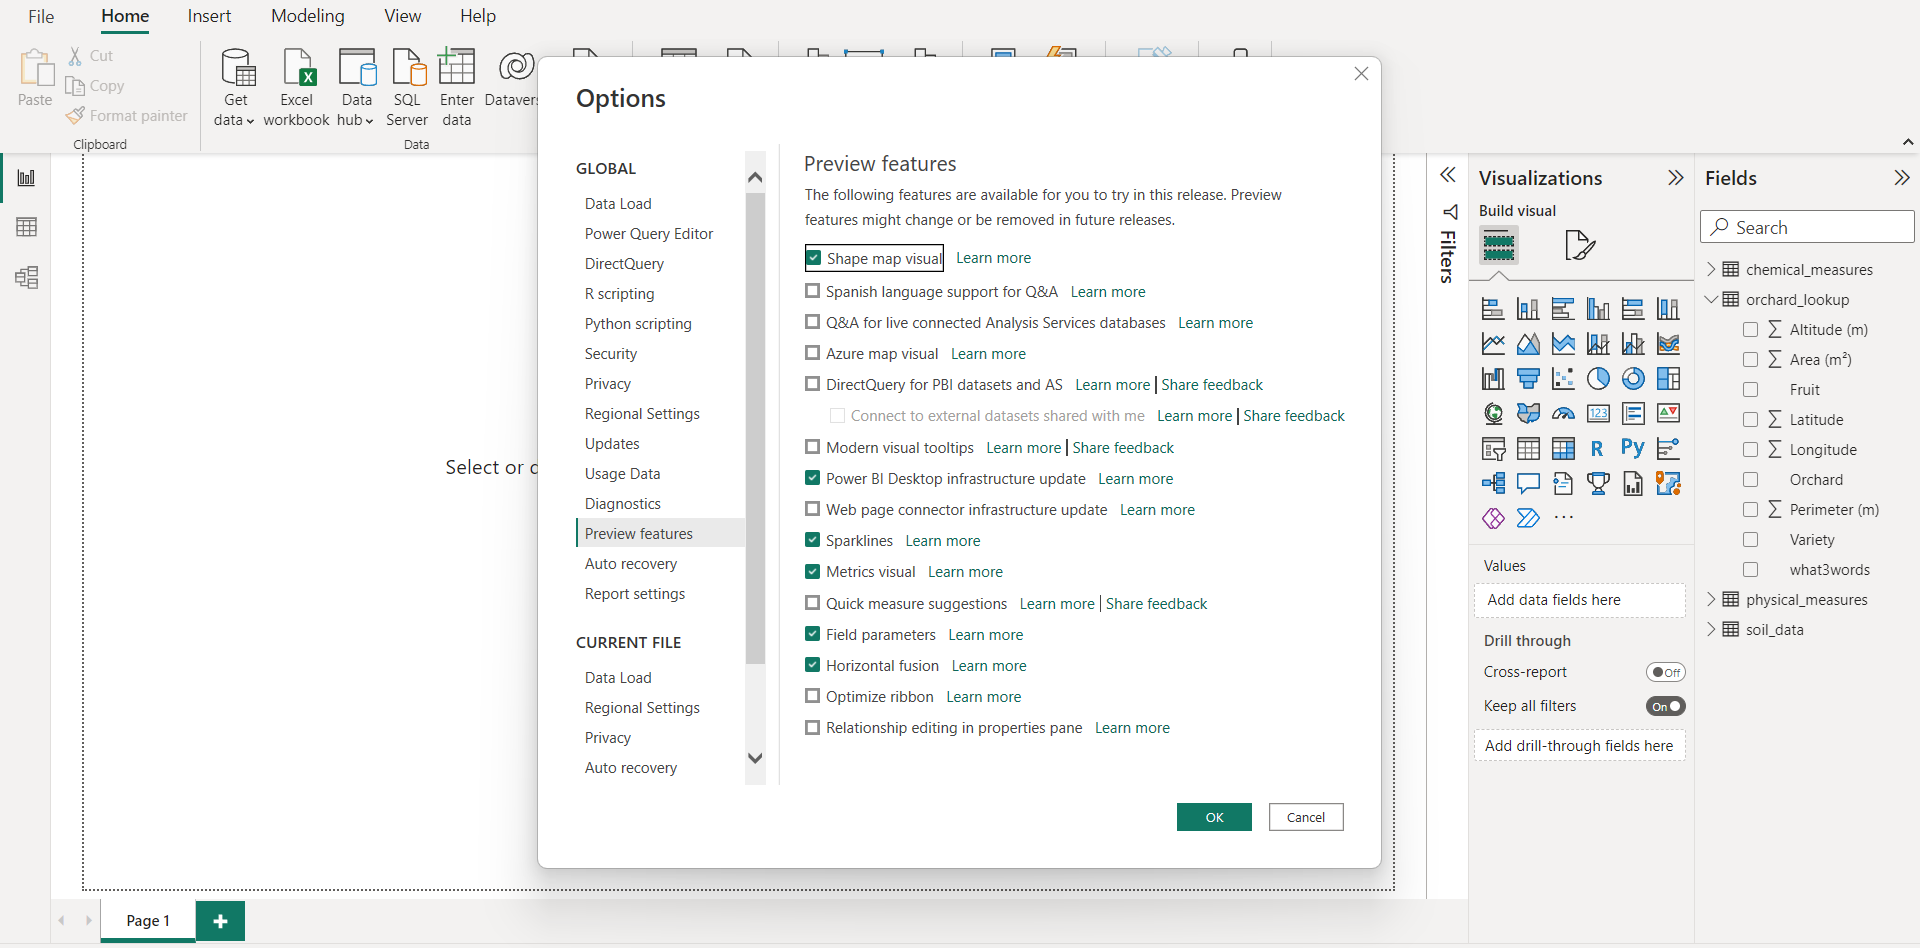 File Home Insert Modeling View Help
Paste
Cut
Copy
Format painter
Clipboard
Get data
Excel workbook
Data hub
SQL Server
Enter data
Datavers
Data
Select or d
Page 1
Options
GLOBAL
Data Load
Power Query Editor
DirectQuery
R scripting
Python scripting
Security
Privacy
Regional Settings
Updates
Usage Data
Diagnostics
Preview features
Auto recovery
Report settings
CURRENT FILE
Data Load
Regional Settings
Privacy
Auto recovery
Preview features
The following features are available for you to try in this release. Preview
features might change or be removed in future releases.
Shape map visual Learn more
Spanish language support for Q&A Learn more
Q&A for live connected Analysis Services databases Learn more
Azure map visual Learn more
DirectQuery for PBI datasets and AS Learn more | Share feedback
Connect to external datasets shared with me Learn more | Share feedback
Modern visual tooltips Learn more | Share feedback
Power BI Desktop infrastructure update Learn more
Web page connector infrastructure update Learn more
Sparklines Learn more
Metrics visual Learn more
Quick measure suggestions Learn more | Share feedback
Field parameters Learn more
Horizontal fusion Learn more
Optimize ribbon Learn more
Relationship editing in properties pane Learn more
OK Cancel
Filters
Visualizations
Build visual
123
R Py
Values
Add data fields here
Drill through
Cross-report Off
Keep all filters On
Add drill-through fields here
Fields
Search
chemical_measures
orchard_lookup
Σ Altitude (m)
Σ Area (m²)
Fruit
Σ Latitude
Σ Longitude
Orchard
Σ Perimeter (m)
Variety
what3words
physical_measures
soil_data